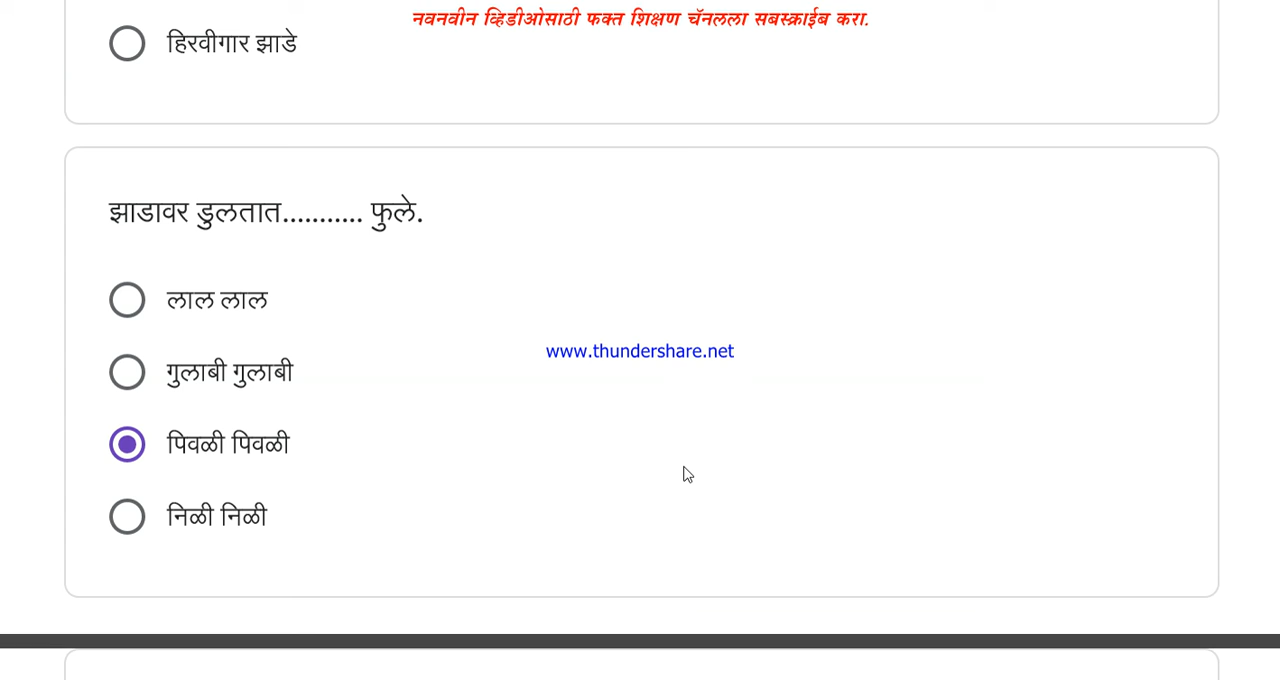 नवनवीन व्हिडीओसाठी फक्त शिक्षण चॅनलला सबस्क्राईब करा.
हिरवीगार झाडे
झाडावर डुलतात........... फुले.
लाल लाल
www.thundershare.net
गुलाबी गुलाबी
पिवळी पिवळी
निळी निळी